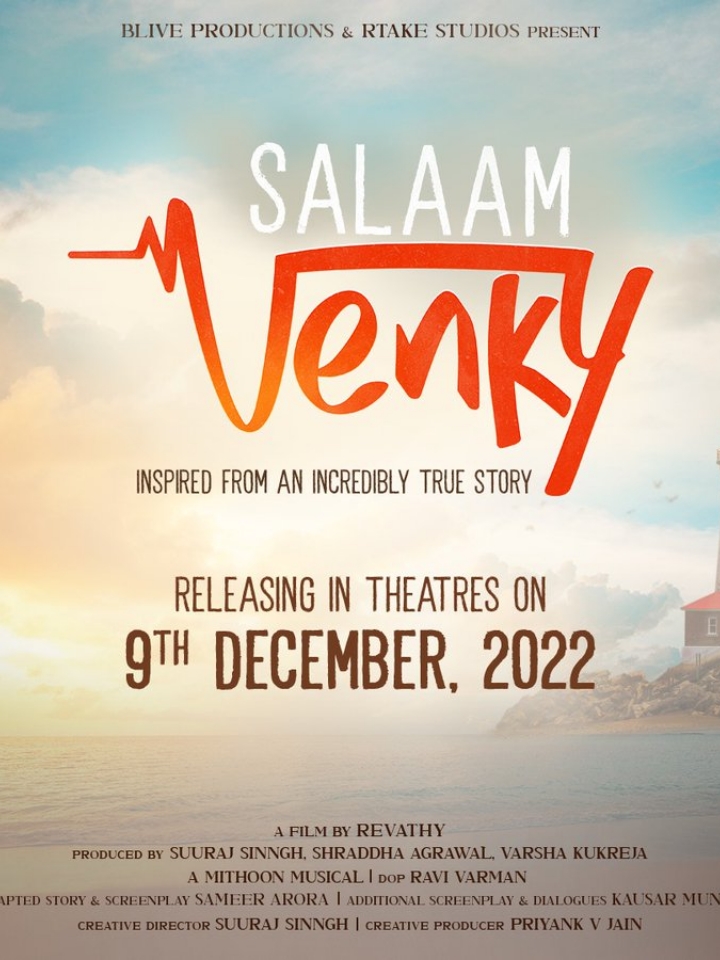 BLIVE PRODUCTIONS & RTAKE STUDIOS PRESENT
SALAAM
Venky
INSPIRED FROM AN INCREDIBLY TRUE STORY
RELEASING IN THEATRES ON
9TH DECEMBER, 2022
A FILM BY REVATHY
PRODUCED BY SUURAJ SINNGH, SHRADDHA AGRAWAL, VARSHA KUKREJA
A MITHOON MUSICAL | DOP RAVI VARMAN
STORY & SCREENPLAY SAMEER ARORA | ADDITIONAL SCREENPLAY & DIALOGUES KAUSAR
CREATIVE DIRECTOR SUURAJ SINNGH | CREATIVE PRODUCER PRIYANK V JAIN